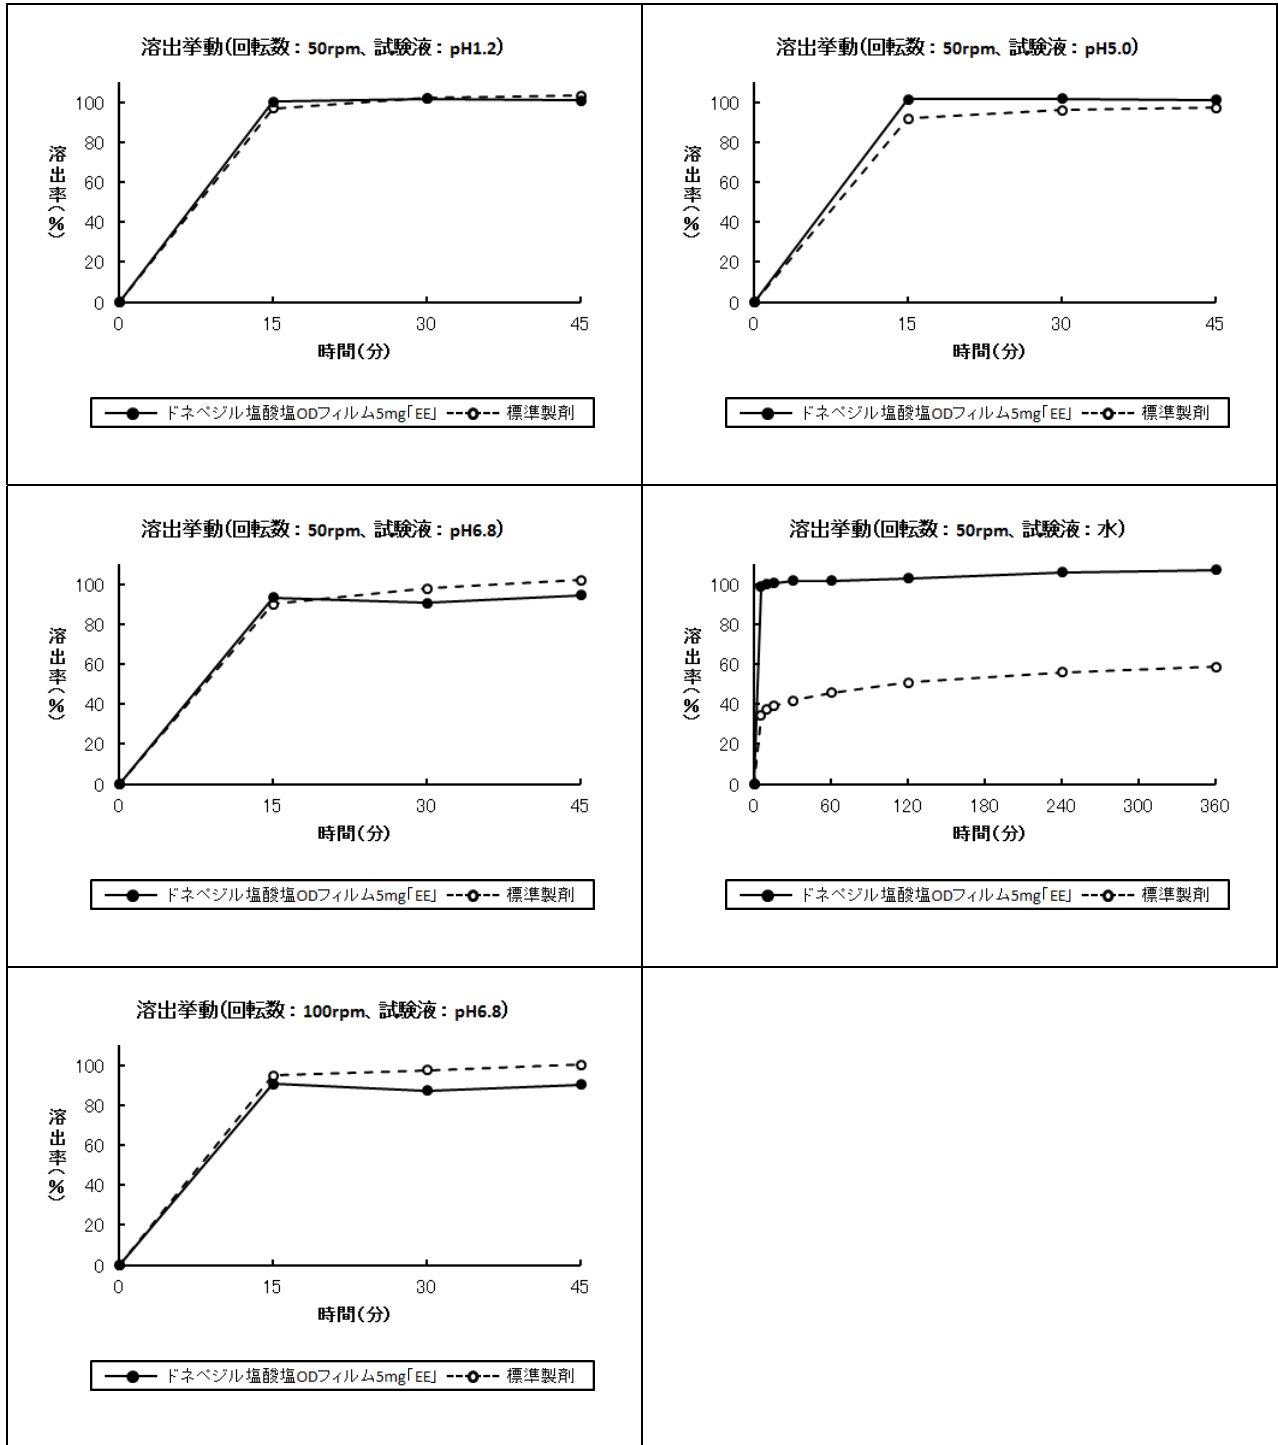 溶出挙動(回転数：50rpm、試験液：pH1.2)
100
80
60
40
20
0
溶出率(%)
0 15 30 45
時間(分)
ドネペジル塩酸塩ODフィルム5mg「EE」 標準製剤
溶出挙動(回転数：50rpm、試験液：pH5.0)
100
80
60
40
20
0
溶出率(%)
0 15 30 45
時間(分)
ドネペジル塩酸塩ODフィルム5mg「EE」 標準製剤
溶出挙動(回転数：50rpm、試験液：pH6.8)
100
80
60
40
20
0
溶出率(%)
0 15 30 45
時間(分)
ドネペジル塩酸塩ODフィルム5mg「EE」 標準製剤
溶出挙動(回転数：50rpm、試験液：水)
100
80
60
40
20
0
溶出率(%)
0 60 120 180 240 300 360
時間(分)
ドネペジル塩酸塩ODフィルム5mg「EE」 標準製剤
溶出挙動(回転数：100rpm、試験液：pH6.8)
100
80
60
40
20
0
溶出率(%)
0 15 30 45
時間(分)
ドネペジル塩酸塩ODフィルム5mg「EE」 標準製剤